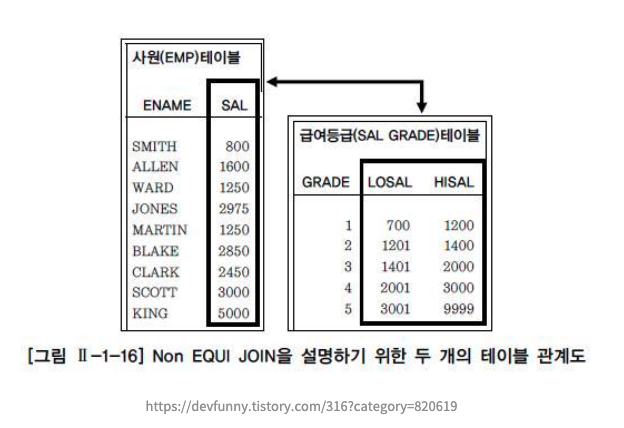 사원(EMP)테이블
ENAME SAL
SMITH 800
ALLEN 1600
WARD 1250
JONES 2975
MARTIN 1250
BLAKE 2850
CLARK 2450
SCOTT 3000
KING 5000
급여등급(SAL GRADE)테이블
GRADE LOSAL HISAL
1 700 1200
2 1201 1400
3 1401 2000
4 2001 3000
5 3001 9999
[그림 Ⅱ-1-16] Non EQUI JOIN을 설명하기 위한 두 개의 테이블 관계도
https://devfunny.tistory.com/316?category=820619